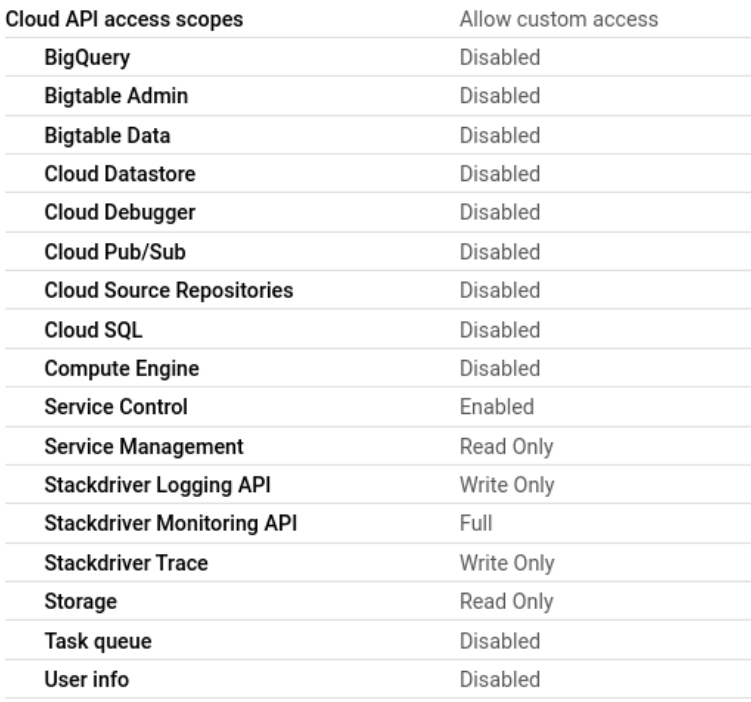 Cloud API access scopes Allow custom access
BigQuery Disabled
Bigtable Admin Disabled
Bigtable Data Disabled
Cloud Datastore Disabled
Cloud Debugger Disabled
Cloud Pub/Sub Disabled
Cloud Source Repositories Disabled
Cloud SQL Disabled
Compute Engine Disabled
Service Control Enabled
Service Management Read Only
Stackdriver Logging API Write Only
Stackdriver Monitoring API Full
Stackdriver Trace Write Only
Storage Read Only
Task queue Disabled
User info Disabled